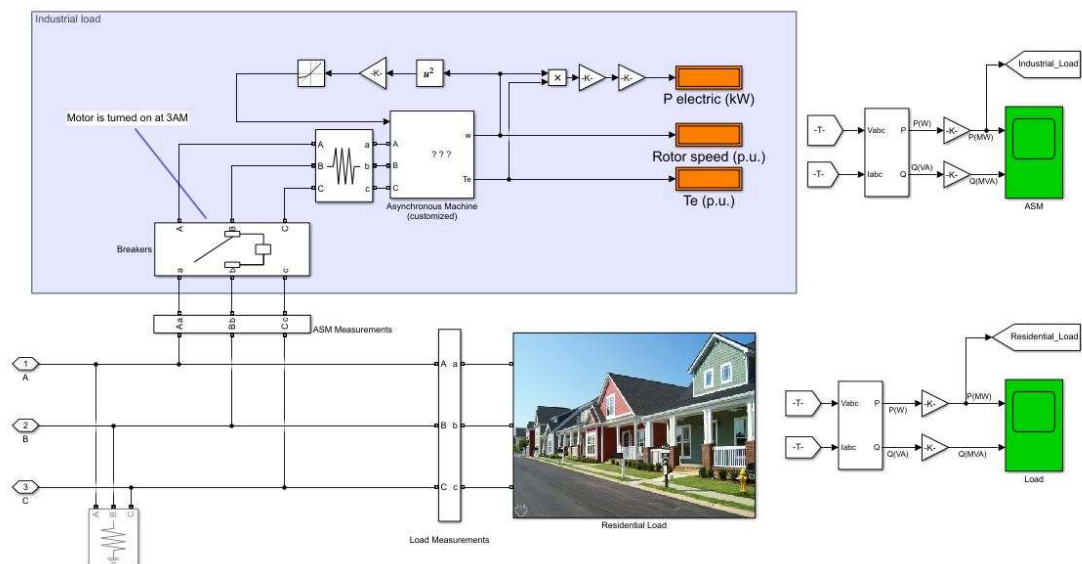 Industrial load
Motor is turned on at 3AM
-K-
u²
×
-K-
-K-
P electric (kW)
A
B
C
a
b
c
A
B
C
? ? ?
w
Te
Rotor speed (p.u.)
Te (p.u.)
Asynchronous Machine
(customized)
Breakers
A
B
C
a
b
c
Aa
Bb
Cc
ASM Measurements
1
A
2
B
3
C
A
B
C
A a
B b
C c
Load Measurements
Residential Load
Industrial_Load
-T-
-T-
Vabc
Iabc
P
Q
P(W)
Q(VA)
-K-
-K-
P(MW)
Q(MVA)
ASM
Residential_Load
-T-
-T-
Vabc
Iabc
P
Q
P(W)
Q(VA)
-K-
-K-
P(MW)
Q(MVA)
Load